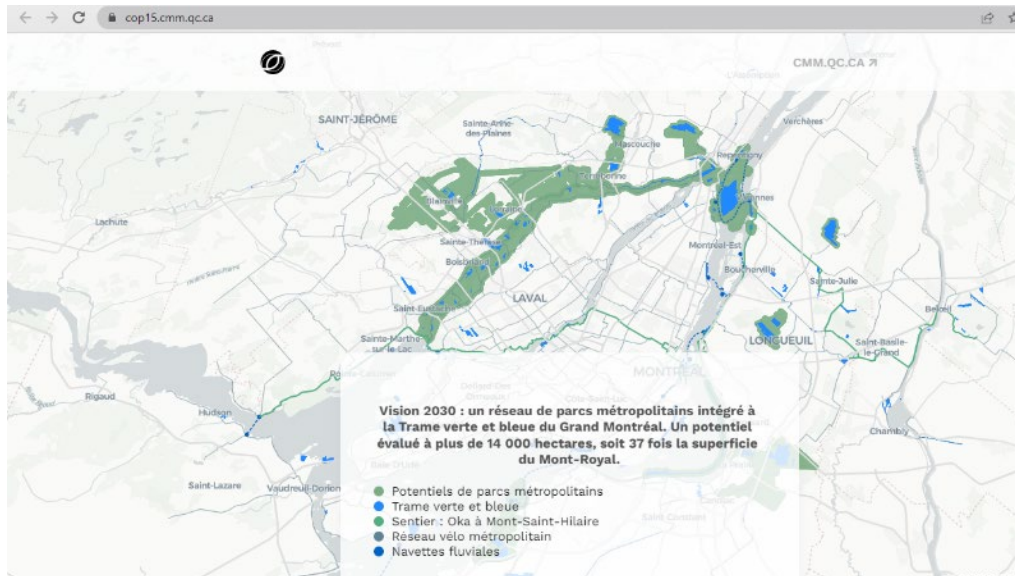 cop15.cmm.qc.ca
CMM.QC.CA ↗
SAINT-JÉRÔME
Sainte-Anne-
des-Plaines
Mascouche
Verchères
Repentigny
Terrebonne
Blainville
Lachute
Sainte-Thérèse
Montréal-Est
Boisbriand
Boucherville
Sainte-Julie
LAVAL
Saint-Eustache
Beloeil
Sainte-Marthe-
sur-le-Lac
LONGUEUIL
Saint-Basile-
le-Grand
MONTRÉAL
Rigaud
Hudson
Chambly
Saint-Lazare
Vaudreuil-Dorion
Vision 2030 : un réseau de parcs métropolitains intégré à
la Trame verte et bleue du Grand Montréal. Un potentiel
évalué à plus de 14 000 hectares, soit 37 fois la superficie
du Mont-Royal.
Potentiels de parcs métropolitains
Trame verte et bleue
Sentier : Oka à Mont-Saint-Hilaire
Réseau vélo métropolitain
Navettes fluviales